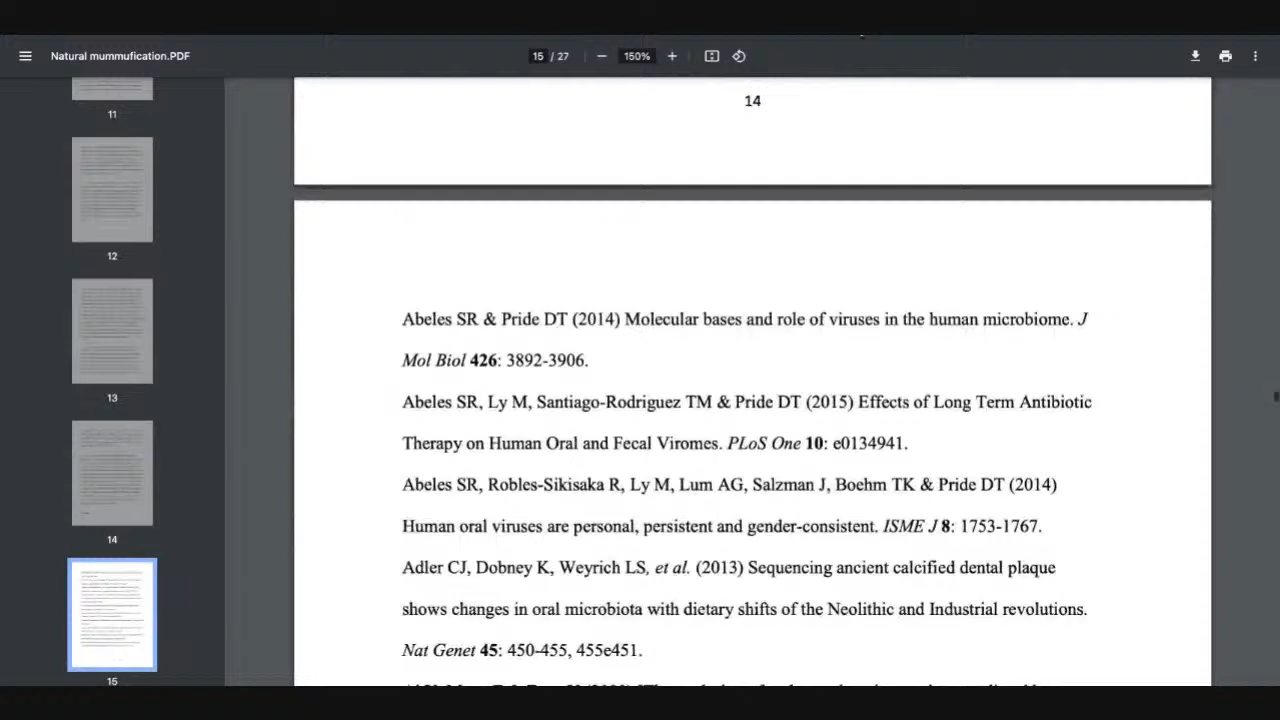 Natural mummufication.PDF
15 / 27
150%
11
12
13
14
15
14
Abeles SR & Pride DT (2014) Molecular bases and role of viruses in the human microbiome. J
Mol Biol 426: 3892-3906.
Abeles SR, Ly M, Santiago-Rodriguez TM & Pride DT (2015) Effects of Long Term Antibiotic
Therapy on Human Oral and Fecal Viromes. PLoS One 10: e0134941.
Abeles SR, Robles-Sikisaka R, Ly M, Lum AG, Salzman J, Boehm TK & Pride DT (2014)
Human oral viruses are personal, persistent and gender-consistent. ISME J 8: 1753-1767.
Adler CJ, Dobney K, Weyrich LS, et al. (2013) Sequencing ancient calcified dental plaque
shows changes in oral microbiota with dietary shifts of the Neolithic and Industrial revolutions.
Nat Genet 45: 450-455, 455e451.